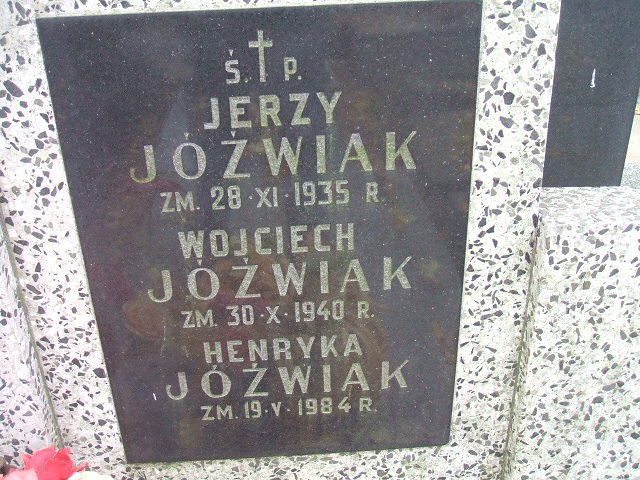 Ś. P.
JERZY
JÓŹWIAK
ZM. 28·XI·1935 R.
WOJCIECH
JÓŹWIAK
ZM. 30·X·1940 R.
HENRYKA
JÓŹWIAK
ZM. 19·V·1984 R.